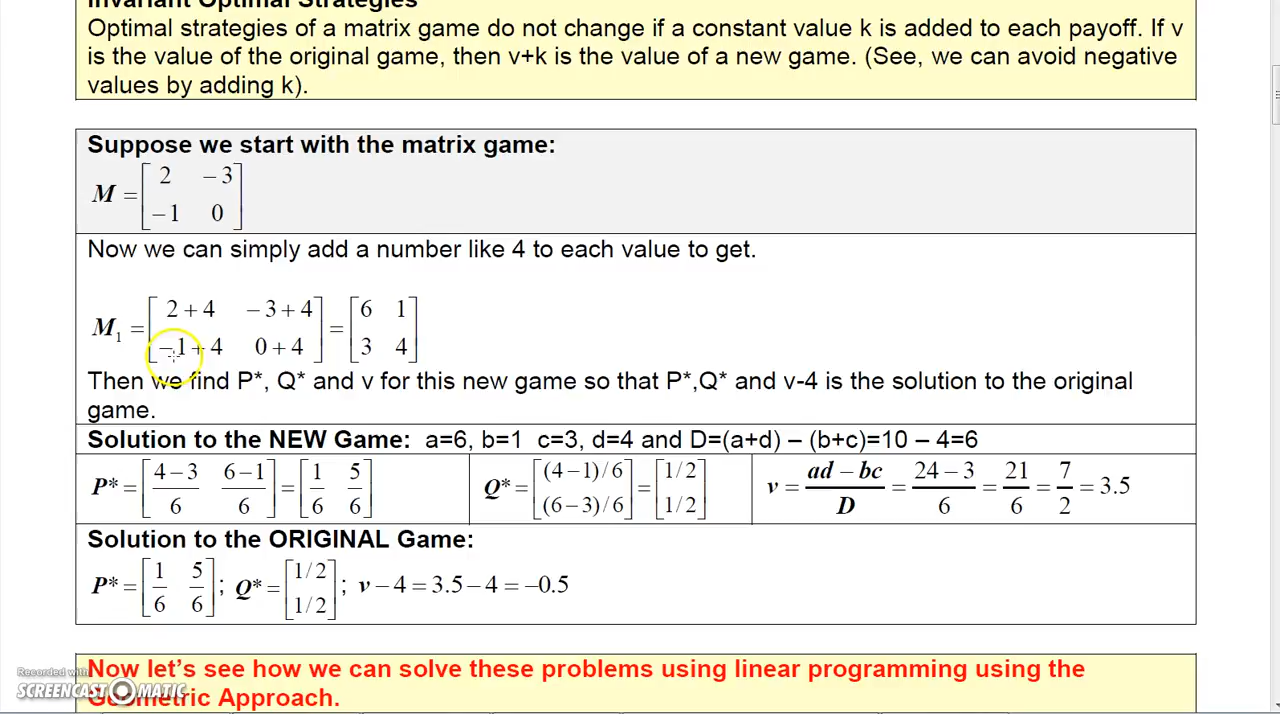 Invariant Optimal Strategies
Optimal strategies of a matrix game do not change if a constant value k is added to each payoff. If v
is the value of the original game, then v+k is the value of a new game. (See, we can avoid negative
values by adding k).
Suppose we start with the matrix game:
M = [2 −3; −1 0]
Now we can simply add a number like 4 to each value to get.
M₁ = [2+4 −3+4; −1+4 0+4] = [6 1; 3 4]
Then we find P*, Q* and v for this new game so that P*,Q* and v-4 is the solution to the original
game.
Solution to the NEW Game: a=6, b=1 c=3, d=4 and D=(a+d) – (b+c)=10 – 4=6
P* = [(4−3)/6 (6−1)/6] = [1/6 5/6] Q* = [(4−1)/6; (6−3)/6] = [1/2; 1/2] v = (ad − bc)/D = (24 − 3)/6 = 21/6 = 7/2 = 3.5
Solution to the ORIGINAL Game:
P* = [1/6 5/6]; Q* = [1/2; 1/2]; v − 4 = 3.5 − 4 = −0.5
Now let's see how we can solve these problems using linear programming using the
Geometric Approach.
Recorded with
SCREENCAST MATIC